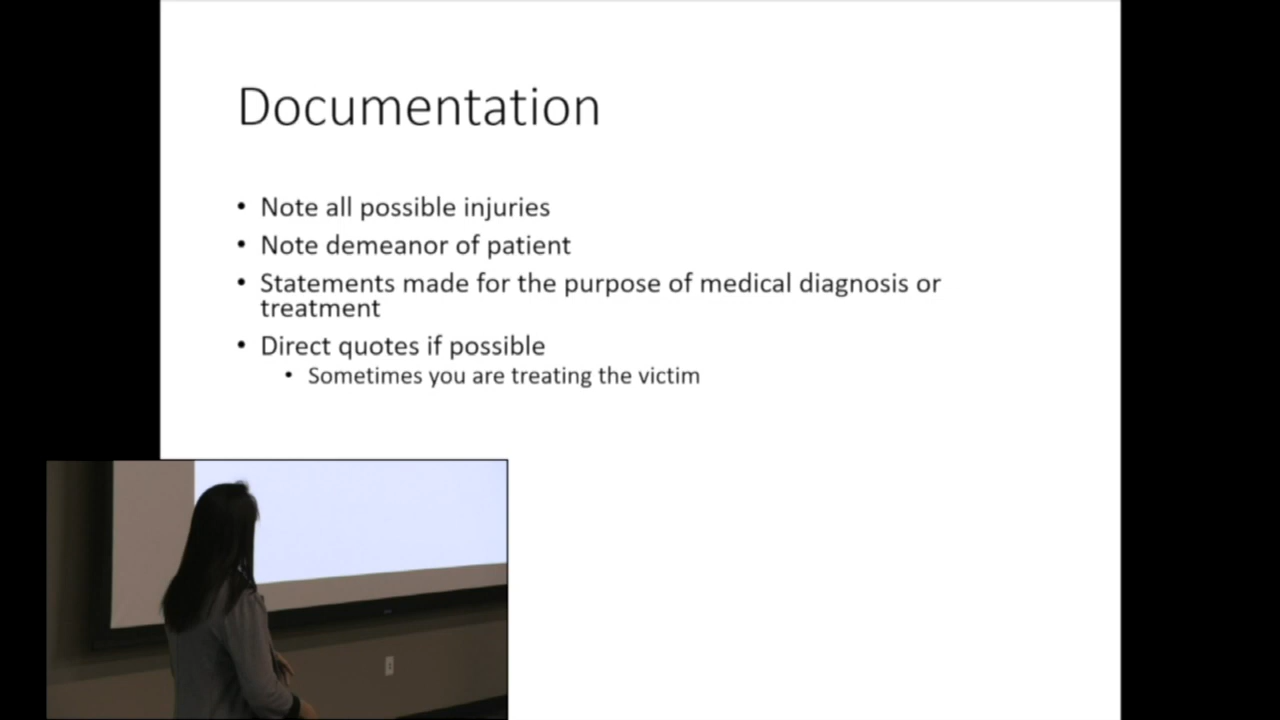 Documentation
• Note all possible injuries
• Note demeanor of patient
• Statements made for the purpose of medical diagnosis or
treatment
• Direct quotes if possible
• Sometimes you are treating the victim